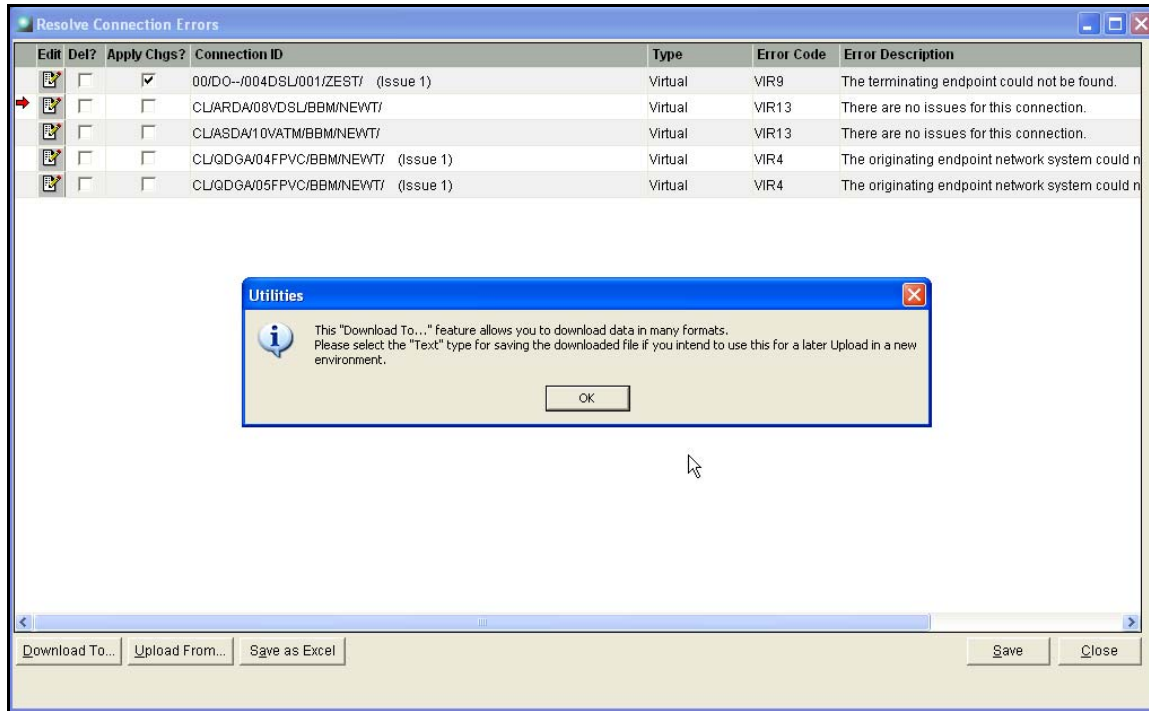 Resolve Connection Errors
Edit Del? Apply Chgs? Connection ID Type Error Code Error Description
00/DO--/004DSL/001/ZEST/ (Issue 1) Virtual VIR9 The terminating endpoint could not be found.
CL/ARDA/08VDSL/BBM/NEWT/ Virtual VIR13 There are no issues for this connection.
CL/ASDA/10VATM/BBM/NEWT/ Virtual VIR13 There are no issues for this connection.
CL/QDGA/04FPVC/BBM/NEWT/ (Issue 1) Virtual VIR4 The originating endpoint network system could n
CL/QDGA/05FPVC/BBM/NEWT/ (Issue 1) Virtual VIR4 The originating endpoint network system could n
Utilities
This "Download To..." feature allows you to download data in many formats.
Please select the "Text" type for saving the downloaded file if you intend to use this for a later Upload in a new
environment.
OK
Download To... Upload From... Save as Excel Save Close